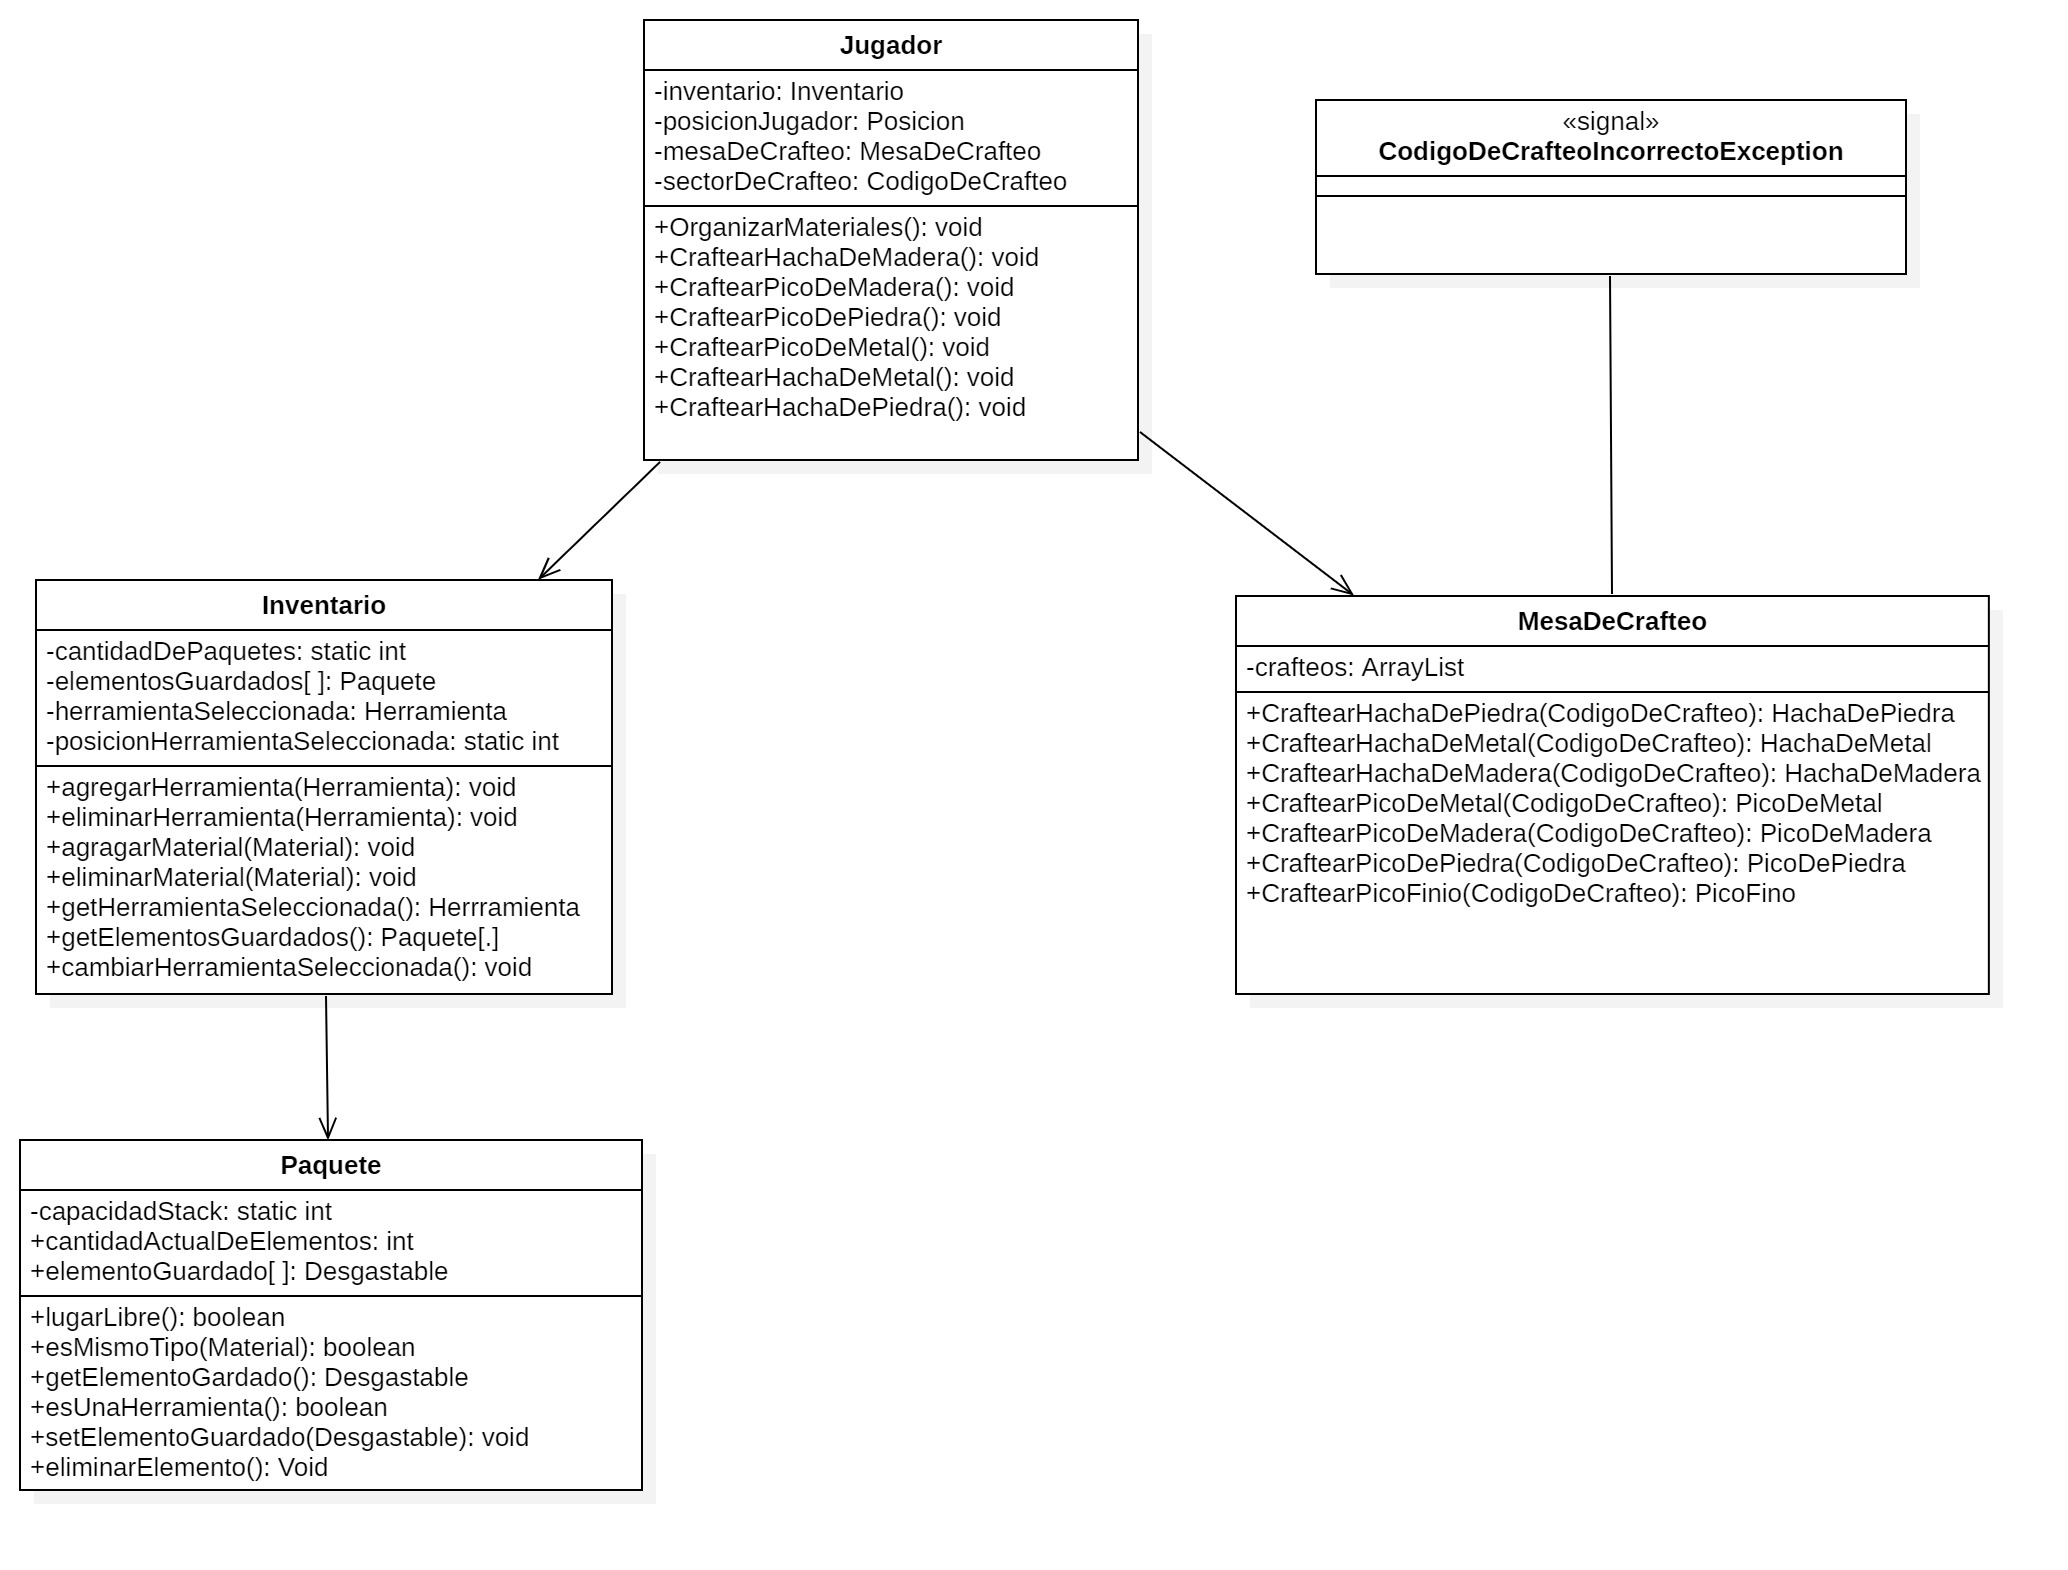 Jugador
-inventario: Inventario
-posicionJugador: Posicion
-mesaDeCrafteo: MesaDeCrafteo
-sectorDeCrafteo: CodigoDeCrafteo
+OrganizarMateriales(): void
+CraftearHachaDeMadera(): void
+CraftearPicoDeMadera(): void
+CraftearPicoDePiedra(): void
+CraftearPicoDeMetal(): void
+CraftearHachaDeMetal(): void
+CraftearHachaDePiedra(): void
«signal»
CodigoDeCrafteoIncorrectoException
Inventario
-cantidadDePaquetes: static int
-elementosGuardados[ ]: Paquete
-herramientaSeleccionada: Herramienta
-posicionHerramientaSeleccionada: static int
+agregarHerramienta(Herramienta): void
+eliminarHerramienta(Herramienta): void
+agragarMaterial(Material): void
+eliminarMaterial(Material): void
+getHerramientaSeleccionada(): Herrramienta
+getElementosGuardados(): Paquete[.]
+cambiarHerramientaSeleccionada(): void
MesaDeCrafteo
-crafteos: ArrayList
+CraftearHachaDePiedra(CodigoDeCrafteo): HachaDePiedra
+CraftearHachaDeMetal(CodigoDeCrafteo): HachaDeMetal
+CraftearHachaDeMadera(CodigoDeCrafteo): HachaDeMadera
+CraftearPicoDeMetal(CodigoDeCrafteo): PicoDeMetal
+CraftearPicoDeMadera(CodigoDeCrafteo): PicoDeMadera
+CraftearPicoDePiedra(CodigoDeCrafteo): PicoDePiedra
+CraftearPicoFinio(CodigoDeCrafteo): PicoFino
Paquete
-capacidadStack: static int
+cantidadActualDeElementos: int
+elementoGuardado[ ]: Desgastable
+lugarLibre(): boolean
+esMismoTipo(Material): boolean
+getElementoGardado(): Desgastable
+esUnaHerramienta(): boolean
+setElementoGuardado(Desgastable): void
+eliminarElemento(): Void